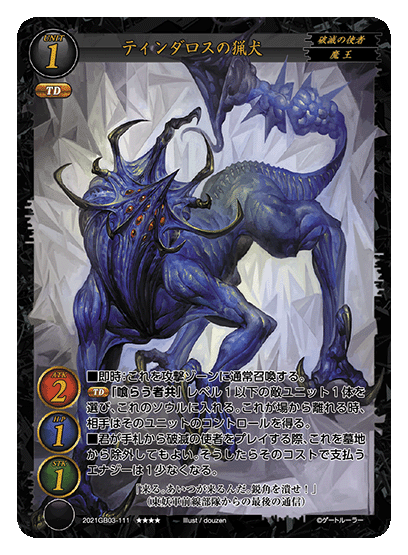 UNIT
1
ティンダロスの猟犬
破滅の使者
魔王
TD
ATK
2
H-P
1
STK
1
■即時:これを攻撃ゾーンに通常召喚する。
TD「喰らう者共」レベル1以下の敵ユニット1体を
選び、これのソウルに入れる。これが場から離れる時、
相手はそのユニットのコントロールを得る。
■君が手札から破滅の使者をプレイする際、これを墓地
から除外してもよい。そうしたらそのコストで支払う
エナジーは1少なくなる。
『来る。あいつが来るんだ。鋭角を潰せ!』
(東妖軍前線部隊からの最後の通信)
2021GB03-111 ★★★★ Illust / douzen ©ゲートルーラー